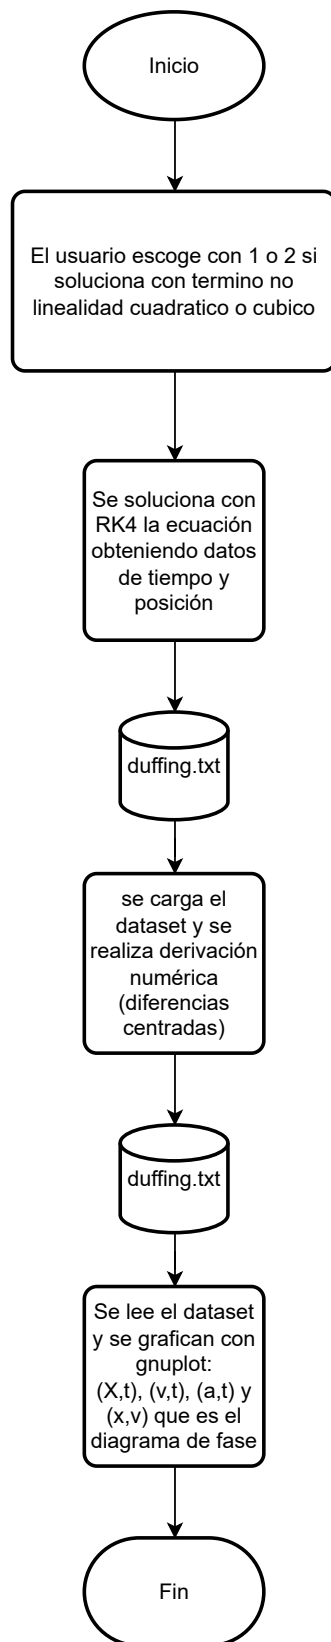 Inicio
El usuario escoge con 1 o 2 si
soluciona con termino no
linealidad cuadratico o cubico
Se soluciona con
RK4 la ecuación
obteniendo datos
de tiempo y
posición
duffing.txt
se carga el
dataset y se
realiza derivación
numérica
(diferencias
centradas)
duffing.txt
Se lee el dataset
y se grafican con
gnuplot:
(X,t), (v,t), (a,t) y
(x,v) que es el
diagrama de fase
Fin